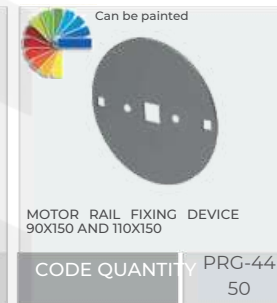 Can be painted
MOTOR RAIL FIXING DEVICE
90X150 AND 110X150
CODE QUANTITY
PRG-44
50